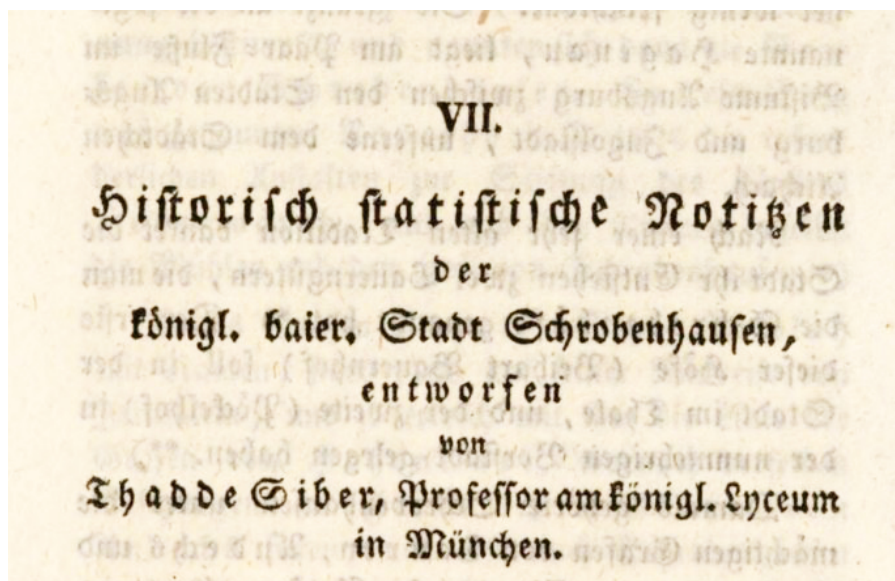 VII.
Hiſtoriſch ſtatiſtiſche Notitzen
der
königl. baier. Stadt Schrobenhauſen,
entworfen
von
Thadde Siber, Profeſſor am königl. Lyceum
in München.